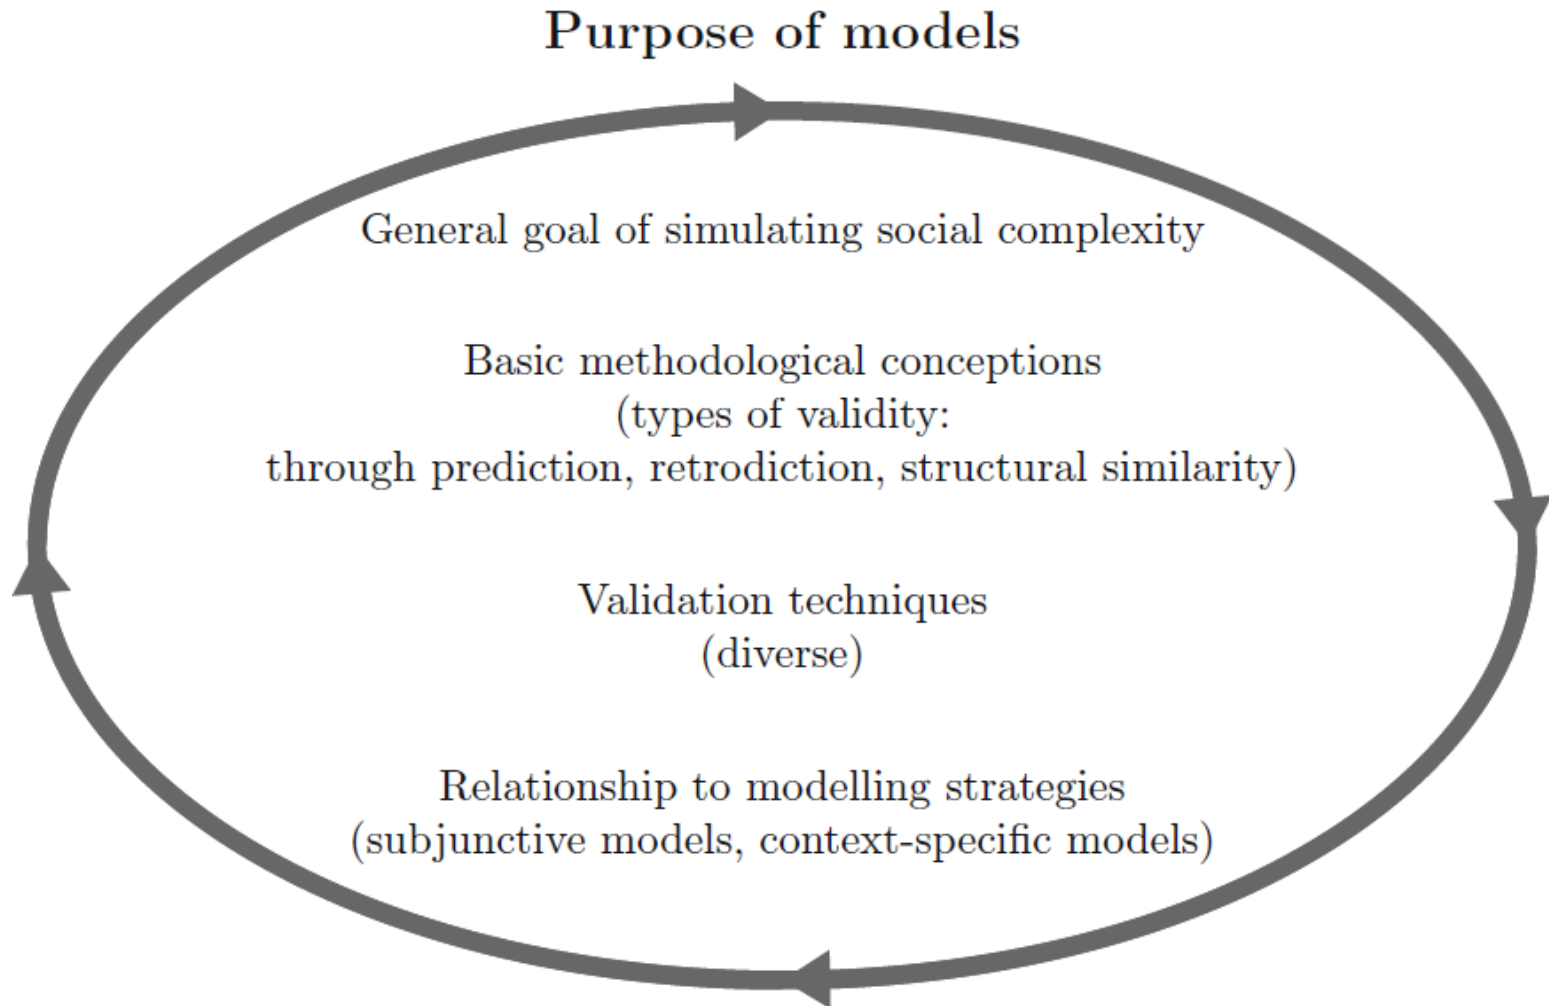 Purpose of models
General goal of simulating social complexity
Basic methodological conceptions
(types of validity:
through prediction, retrodiction, structural similarity)
Validation techniques
(diverse)
Relationship to modelling strategies
(subjunctive models, context-specific models)